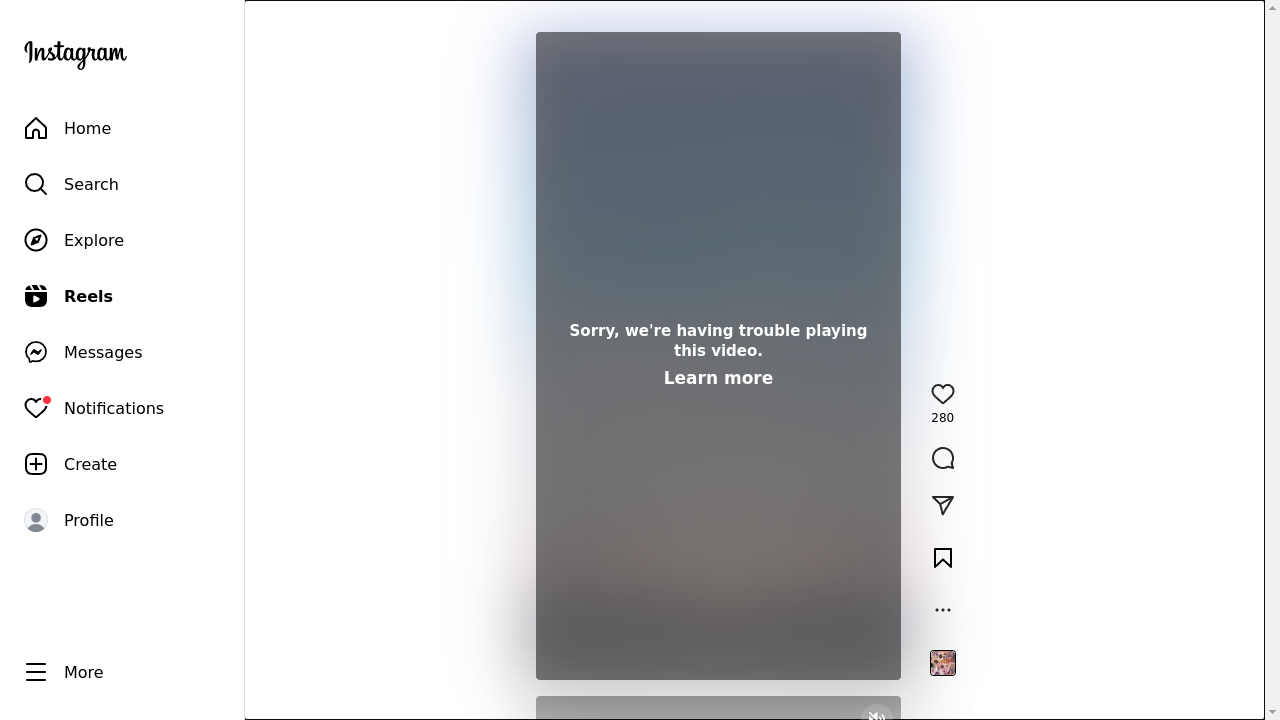 Instagram
Home
Search
Explore
Reels
Messages
Notifications
Create
Profile
More
Sorry, we're having trouble playing
this video.
Learn more
280